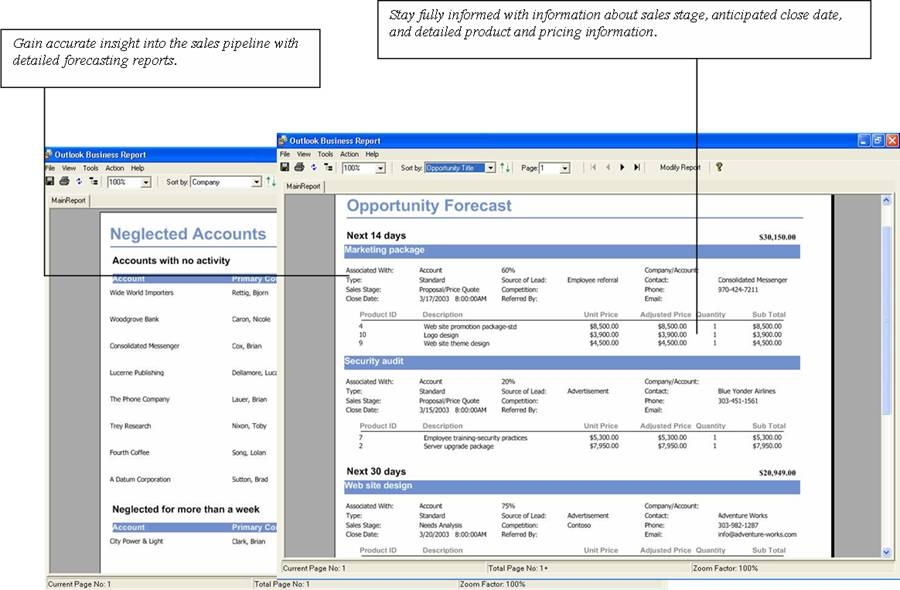 Stay fully informed with information about sales stage, anticipated close date,
and detailed product and pricing information.
Gain accurate insight into the sales pipeline with
detailed forecasting reports.
Outlook Business Report
File View Tools Action Help
100% Sort by: Company
MainReport
Neglected Accounts
Accounts with no activity
Account Primary Co
Wide World Importers Rettig, Bjorn
Woodgrove Bank Caron, Nicole
Consolidated Messenger Cox, Brian
Lucerne Publishing Dellamore, Luca
The Phone Company Lauer, Brian
Trey Research Nixon, Toby
Fourth Coffee Song, Lolan
A Datum Corporation Sutton, Brad
Neglected for more than a week
Account Primary Co
City Power & Light Clark, Brian
Current Page No: 1 Total Page No: 1 Zoom Factor: 100%
Outlook Business Report
File View Tools Action Help
100% Sort by: Opportunity Title Page: 1 Modify Report
MainReport
Opportunity Forecast
Next 14 days $30,150.00
Marketing package
Associated With: Account 60% Company/Account:
Type: Standard Source of Lead: Employee referral Contact: Consolidated Messenger
Sales Stage: Proposal/Price Quote Competition: Phone: 970-424-7211
Close Date: 3/17/2003 8:00:00AM Referred By: Email:
Product ID Description Unit Price Adjusted Price Quantity Sub Total
4 Web site promotion package-std $8,500.00 $8,500.00 1 $8,500.00
10 Logo design $3,900.00 $3,900.00 1 $3,900.00
9 Web site theme design $4,500.00 $4,500.00 1 $4,500.00
Security audit
Associated With: Account 20% Company/Account:
Type: Standard Source of Lead: Advertisement Contact: Blue Yonder Airlines
Sales Stage: Proposal/Price Quote Competition: Phone: 303-451-1561
Close Date: 3/15/2003 8:00:00AM Referred By: Email:
Product ID Description Unit Price Adjusted Price Quantity Sub Total
7 Employee training-security practices $5,300.00 $5,300.00 1 $5,300.00
2 Server upgrade package $7,950.00 $7,950.00 1 $7,950.00
Next 30 days $20,949.00
Web site design
Associated With: Account 75% Company/Account:
Type: Standard Source of Lead: Advertisement Contact: Adventure Works
Sales Stage: Needs Analysis Competition: Contoso Phone: 303-982-1287
Close Date: 3/20/2003 8:00:00AM Referred By: Email: info@adventure-works.com
Product ID Description Unit Price Adjusted Price Quantity Sub Total
Current Page No: 1 Total Page No: 1+ Zoom Factor: 100%